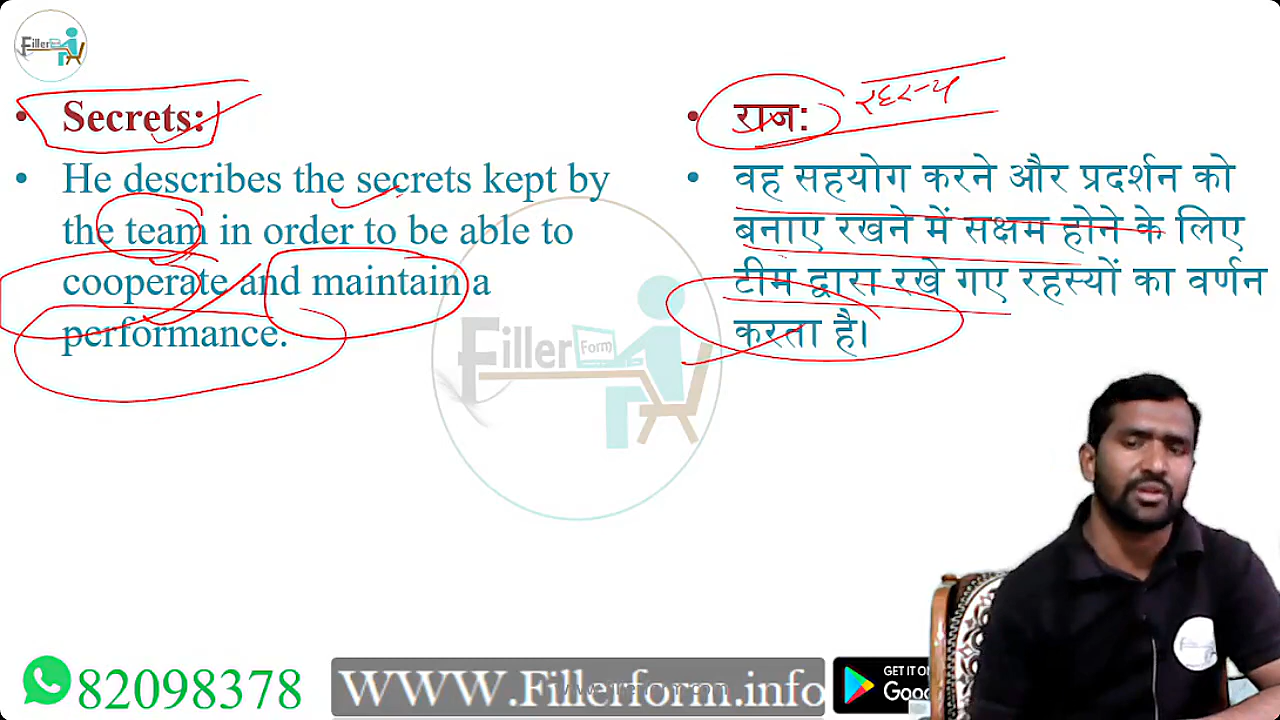 Filler
Secrets:
He describes the secrets kept by
the team in order to be able to
cooperate and maintain a
performance.
राज:
रहस्य
वह सहयोग करने और प्रदर्शन को
बनाए रखने में सक्षम होने के लिए
टीम द्वारा रखे गए रहस्यों का वर्णन
करता है।
Filler Form
82098378
www.Fillerform.info
GET IT ON
Goo